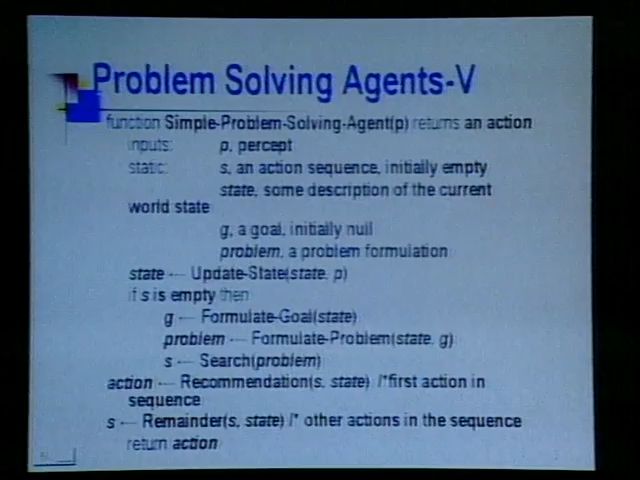 Problem Solving Agents-V
function Simple-Problem-Solving-Agent(p) returns an action
inputs: p, percept
static: s, an action sequence, initially empty
state, some description of the current
world state
g, a goal, initially null
problem, a problem formulation
state ← Update-State(state, p)
if s is empty then
g ← Formulate-Goal(state)
problem ← Formulate-Problem(state, g)
s ← Search(problem)
action ← Recommendation(s, state) /*first action in
sequence
s ← Remainder(s, state) /* other actions in the sequence
return action